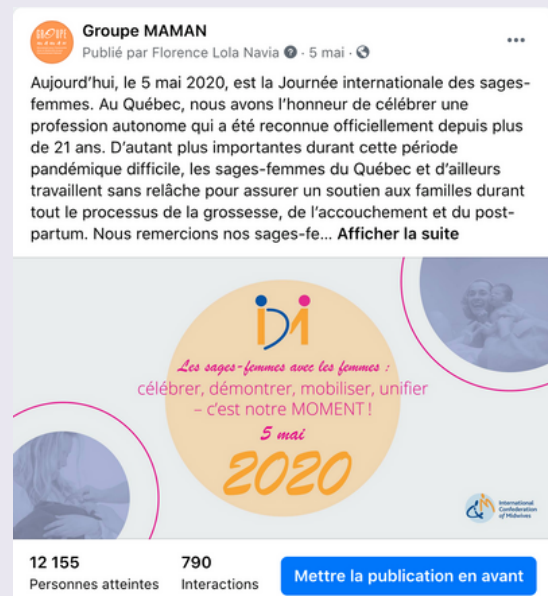 Groupe MAMAN
Publié par Florence Lola Navia · 5 mai ·
Aujourd'hui, le 5 mai 2020, est la Journée internationale des sages-
femmes. Au Québec, nous avons l'honneur de célébrer une
profession autonome qui a été reconnue officiellement depuis plus
de 21 ans. D'autant plus importantes durant cette période
pandémique difficile, les sages-femmes du Québec et d'ailleurs
travaillent sans relâche pour assurer un soutien aux familles durant
tout le processus de la grossesse, de l'accouchement et du post-
partum. Nous remercions nos sages-fe... Afficher la suite
Les sages-femmes avec les femmes :
célébrer, démontrer, mobiliser, unifier
– c'est notre MOMENT !
5 mai
2020
International
Confederation
of Midwives
12 155
Personnes atteintes
790
Interactions
Mettre la publication en avant